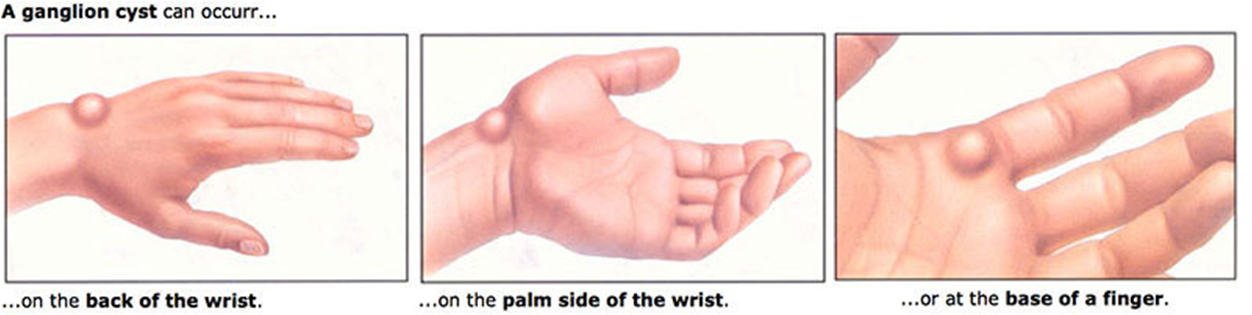 A ganglion cyst can occurr...
...on the back of the wrist.
...on the palm side of the wrist.
...or at the base of a finger.